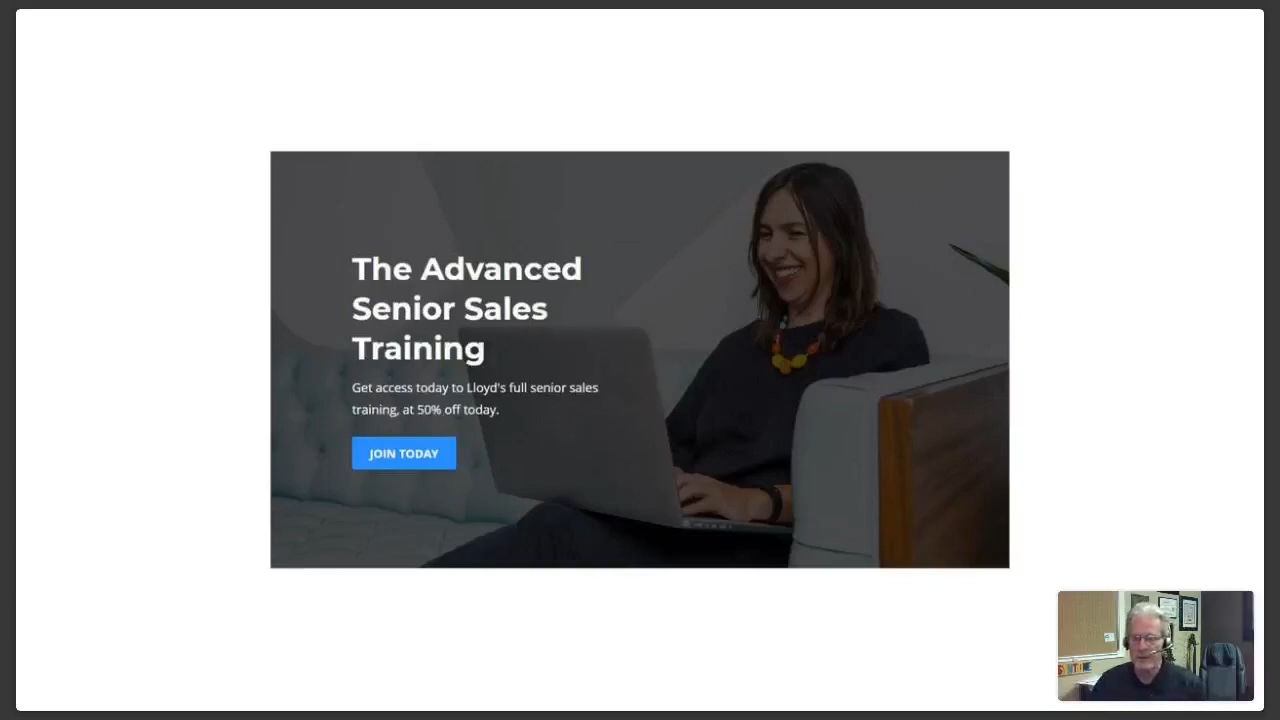 The Advanced
Senior Sales
Training
Get access today to Lloyd's full senior sales
training, at 50% off today.
JOIN TODAY